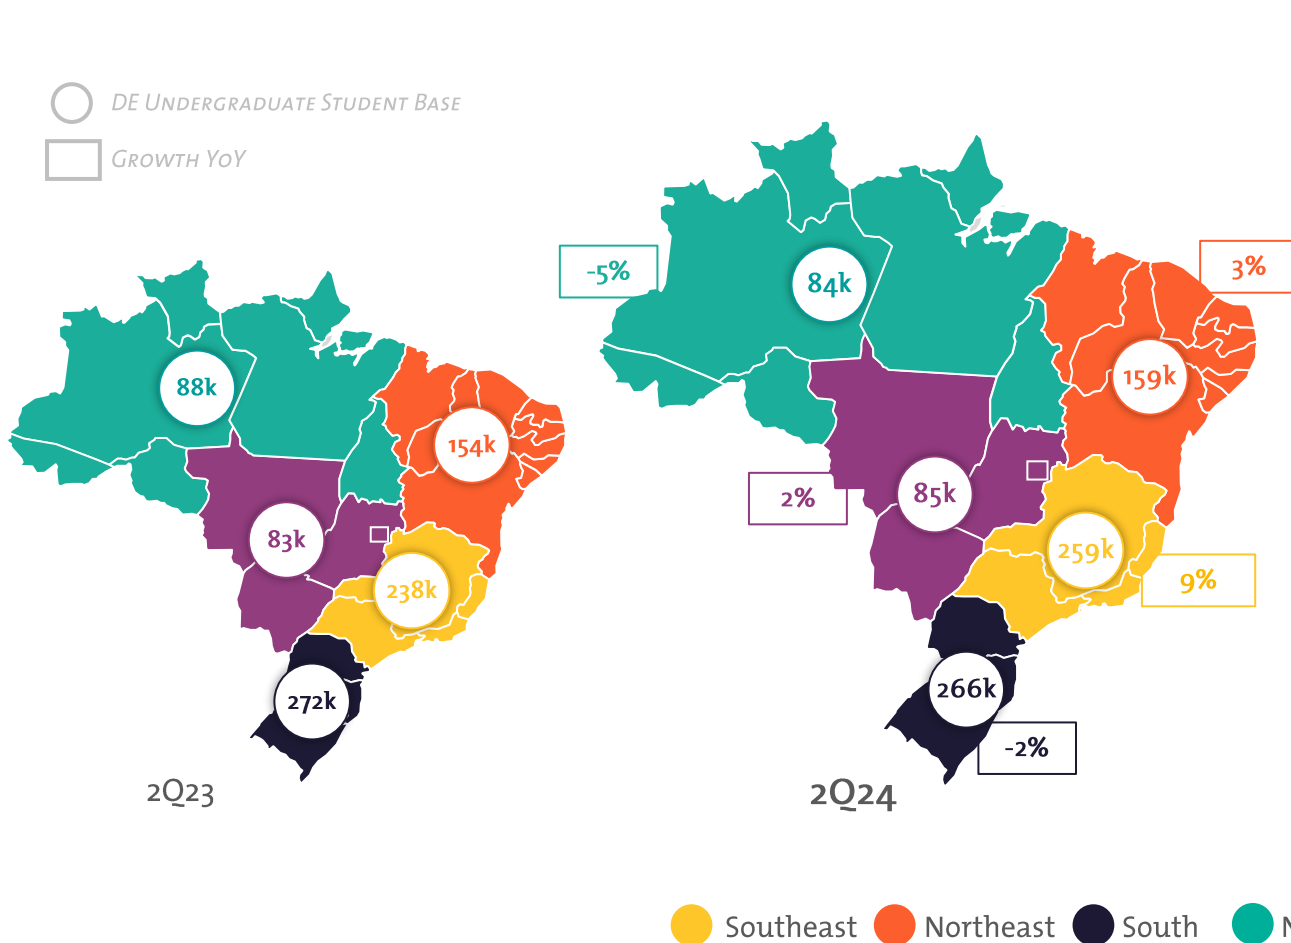 DE Undergraduate Student Base
Growth YoY
-5%
84k
3%
159k
88k
154k
2%
85k
83k
259k
9%
238k
272k
266k
-2%
2Q23
2Q24
Southeast Northeast South N